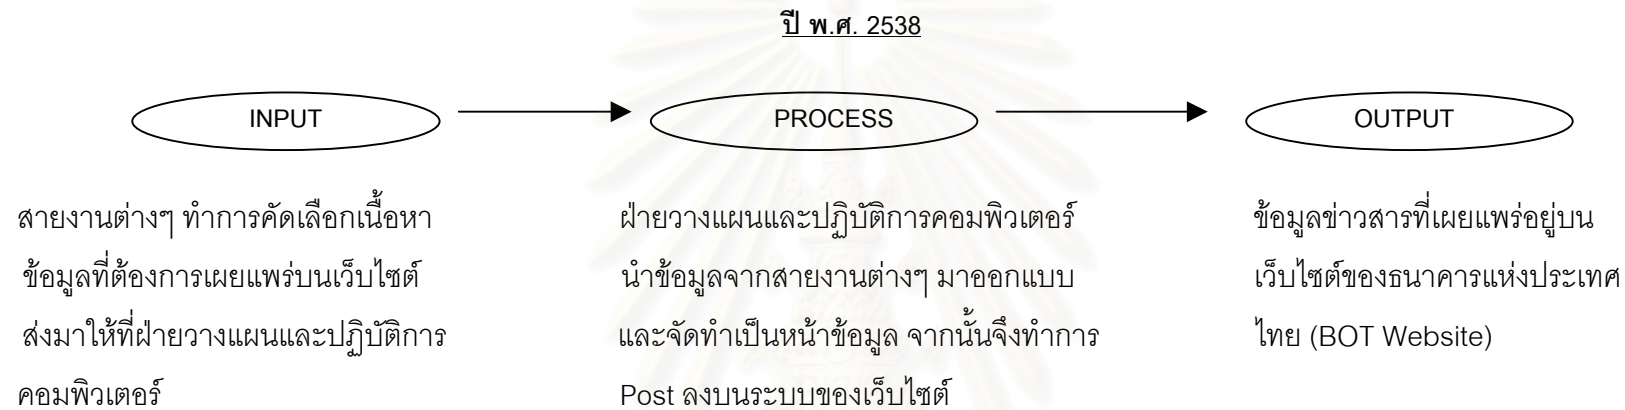 ปี พ.ศ. 2538
INPUT
PROCESS
OUTPUT
สายงานต่างๆ ทำการคัดเลือกเนื้อหา
ข้อมูลที่ต้องการเผยแพร่บนเว็บไซต์
ส่งมาให้ที่ฝ่ายวางแผนและปฏิบัติการ
คอมพิวเตอร์
ฝ่ายวางแผนและปฏิบัติการคอมพิวเตอร์
นำข้อมูลจากสายงานต่างๆ มาออกแบบ
และจัดทำเป็นหน้าข้อมูล จากนั้นจึงทำการ
Post ลงบนระบบของเว็บไซต์
ข้อมูลข่าวสารที่เผยแพร่อยู่บน
เว็บไซต์ของธนาคารแห่งประเทศ
ไทย (BOT Website)